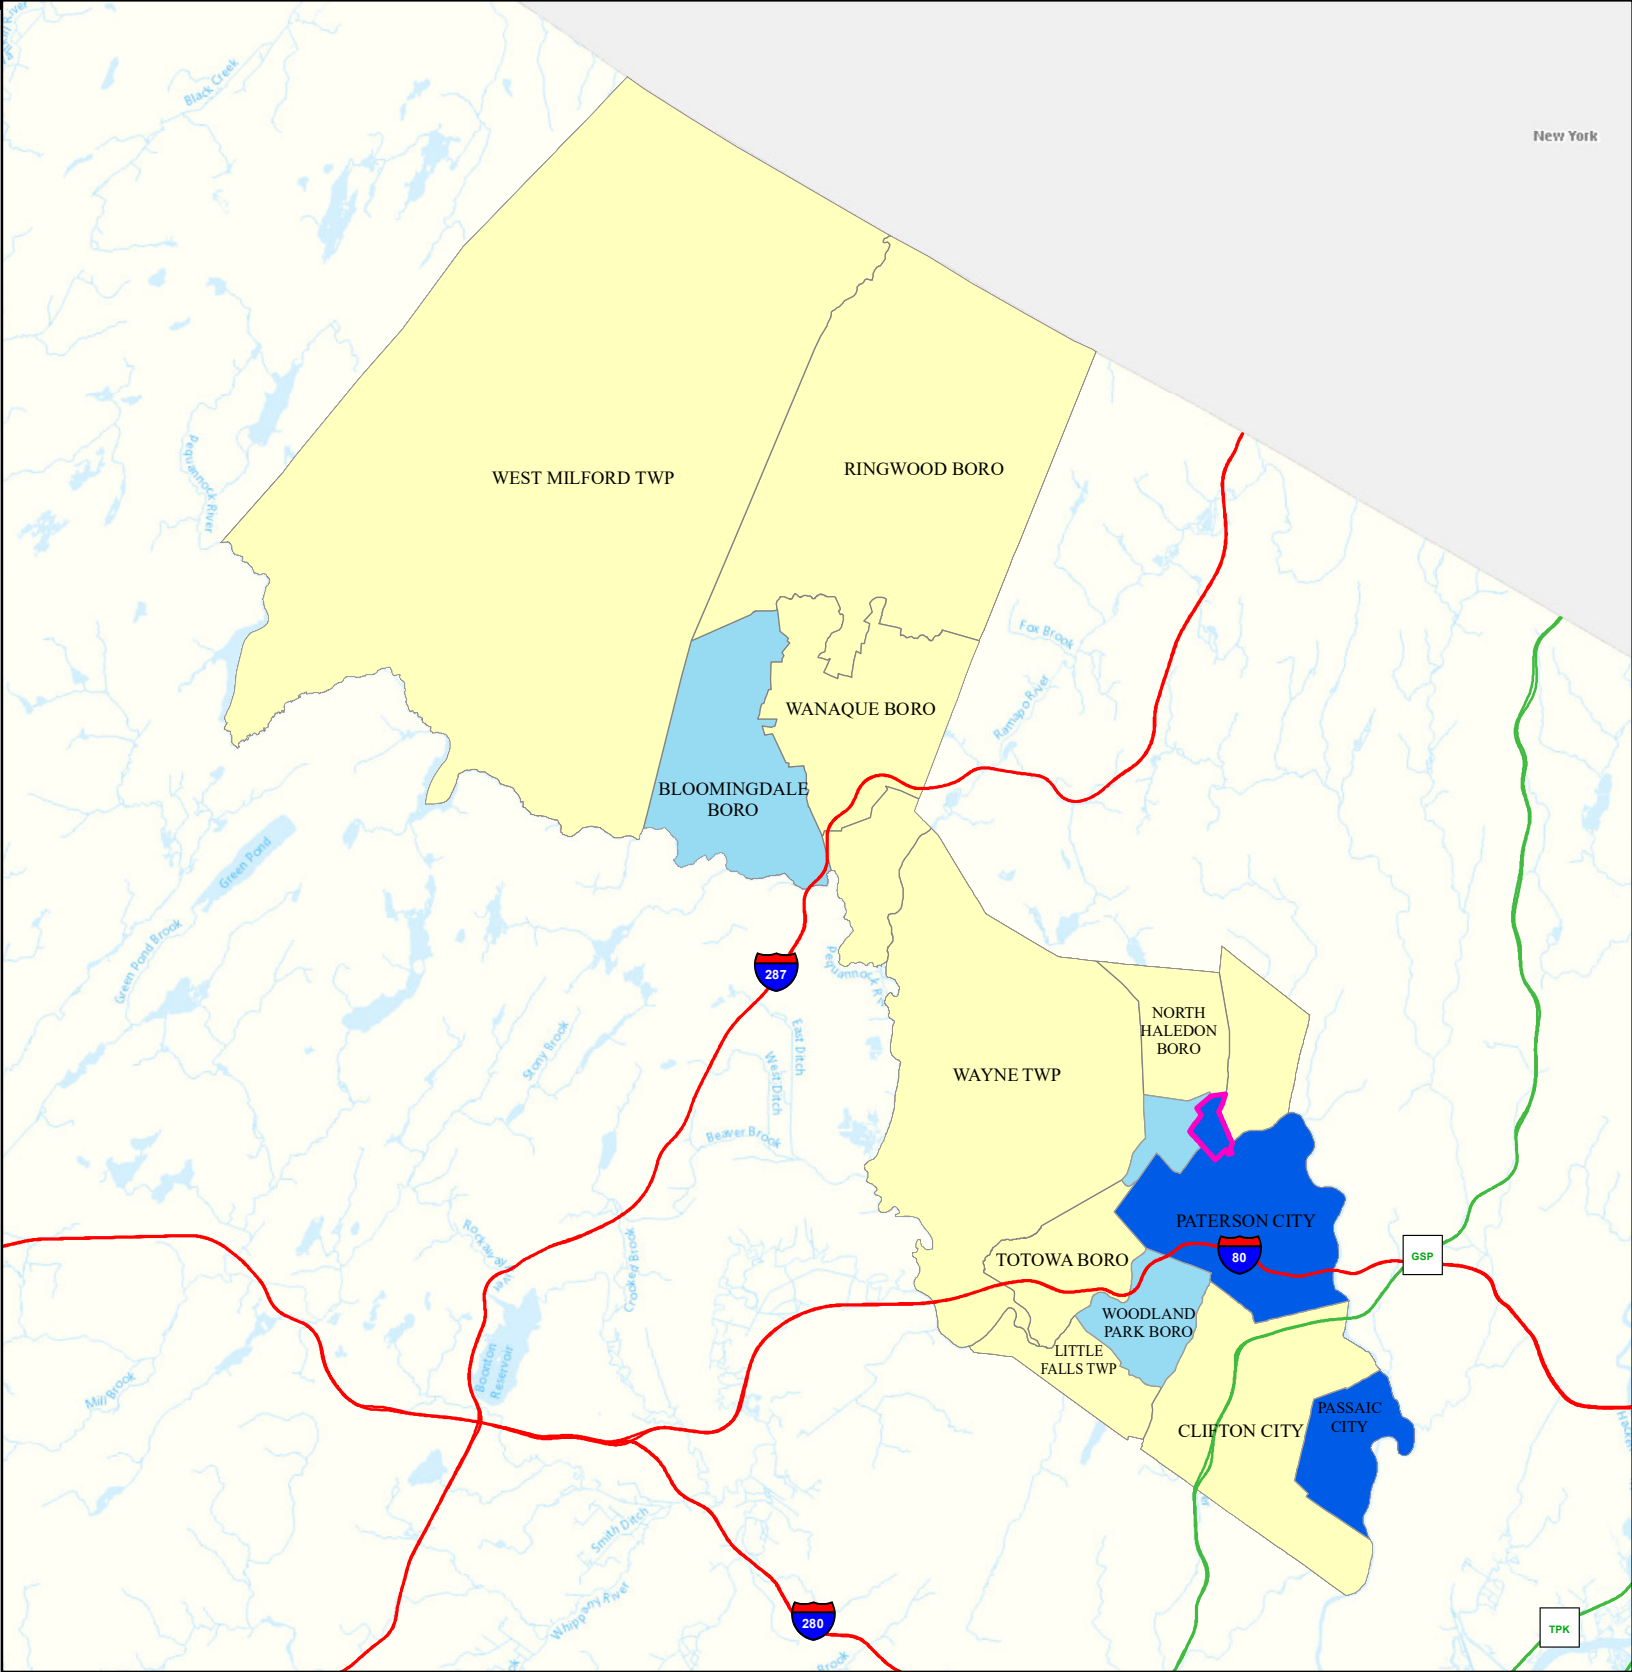 New York
Black Creek
Pequannock River
WEST MILFORD TWP
RINGWOOD BORO
Fox Brook
Ramapo River
WANAQUE BORO
BLOOMINGDALE
BORO
Green Pond
Green Pond Brook
287
Pequannock Riv
Stony Brook
East Ditch
West Ditch
Beaver Brook
NORTH
HALEDON
BORO
WAYNE TWP
PATERSON CITY
80
GSP
TOTOWA BORO
WOODLAND
PARK BORO
LITTLE
FALLS TWP
Crooked Brook
Boonton
Reservoir
Mill Brook
PASSAIC
CITY
CLIFTON CITY
Smith Ditch
Whippany River
280
Brook
TPK